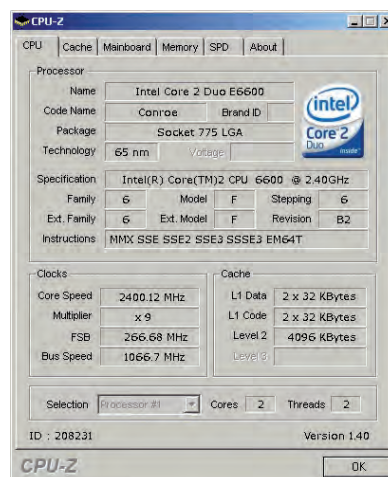 CPU-Z
CPU Cache Mainboard Memory SPD About
Processor
Name Intel Core 2 Duo E6600
Code Name Conroe Brand ID
Package Socket 775 LGA
Technology 65 nm Voltage
intel
Core 2
Duo inside
Specification Intel(R) Core(TM)2 CPU 6600 @ 2.40GHz
Family 6 Model F Stepping 6
Ext. Family 6 Ext. Model F Revision B2
Instructions MMX SSE SSE2 SSE3 SSSE3 EM64T
Clocks
Core Speed 2400.12 MHz
Multiplier x 9
FSB 266.68 MHz
Bus Speed 1066.7 MHz
Cache
L1 Data 2 x 32 KBytes
L1 Code 2 x 32 KBytes
Level 2 4096 KBytes
Level 3
Selection Processor #1 Cores 2 Threads 2
ID : 208231 Version 1.40
CPU-Z OK